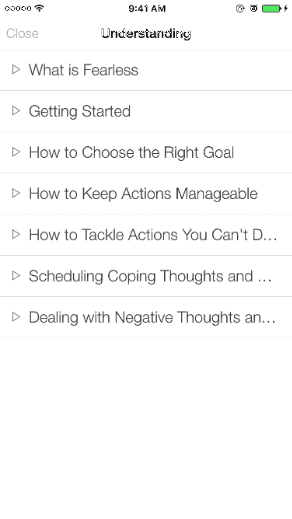 9:41 AM
Close
Understanding
What is Fearless
Getting Started
How to Choose the Right Goal
How to Keep Actions Manageable
How to Tackle Actions You Can't D...
Scheduling Coping Thoughts and ...
Dealing with Negative Thoughts an...